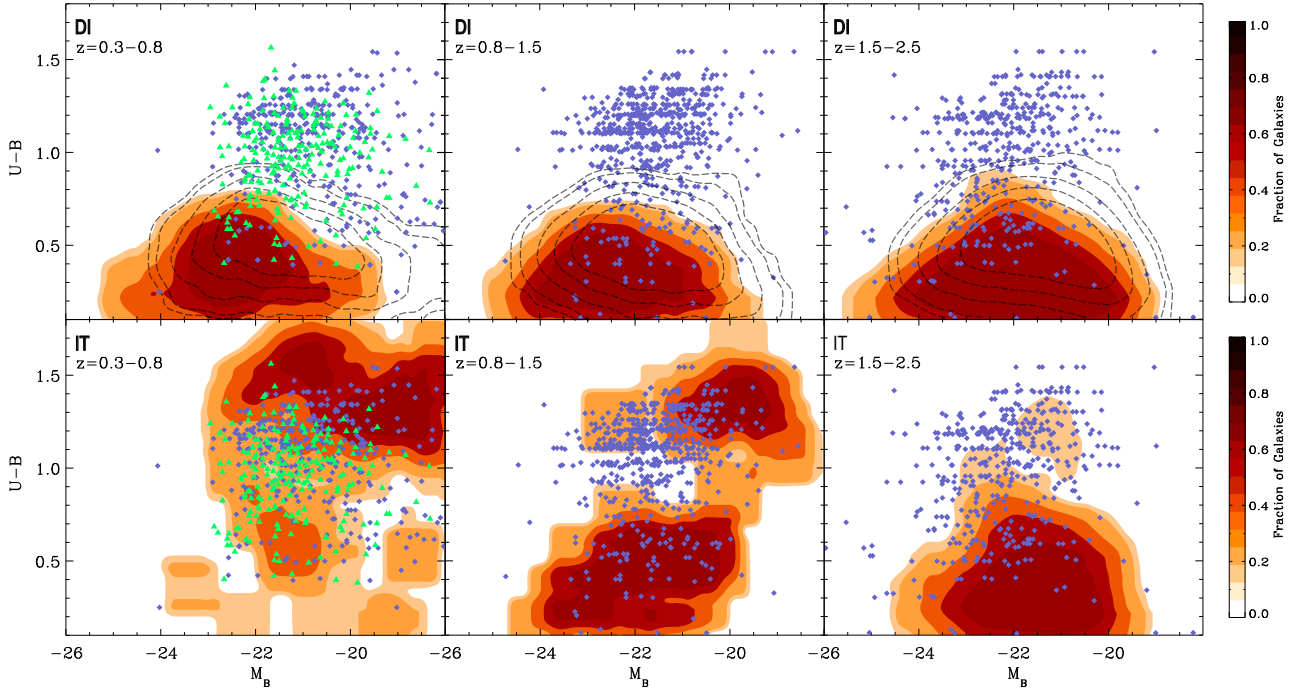 DI
z=0.3−0.8
DI
z=0.8−1.5
DI
z=1.5−2.5
1.5
1.0
0.5
U−B
1.0
0.8
0.6
0.4
0.2
0.0
Fraction of Galaxies
IT
z=0.3−0.8
IT
z=0.8−1.5
IT
z=1.5−2.5
1.5
1.0
0.5
U−B
1.0
0.8
0.6
0.4
0.2
0.0
Fraction of Galaxies
−26 −24 −22 −20 −24 −22 −20 −24 −22 −20
M_B M_B M_B